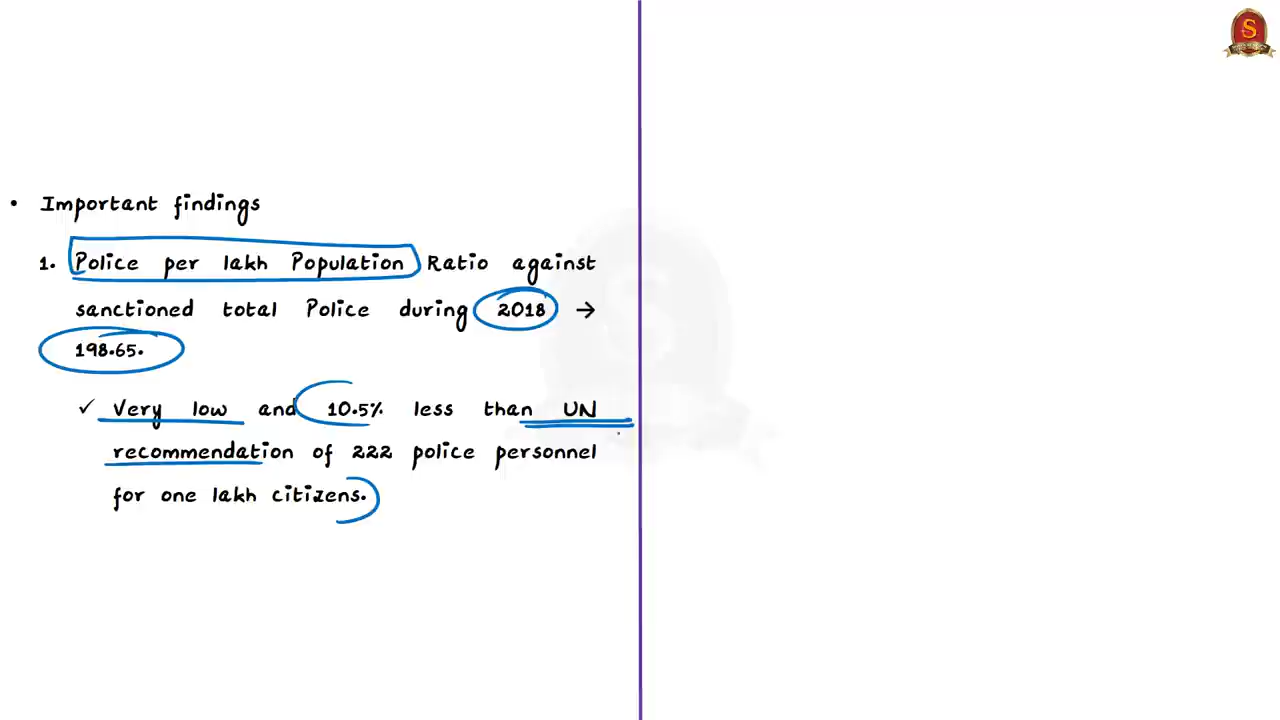 • Important findings
1. Police per lakh Population Ratio against
sanctioned total Police during 2018 →
198.65.
✓ Very low and 10.5% less than UN
recommendation of 222 police personnel
for one lakh citizens.
S